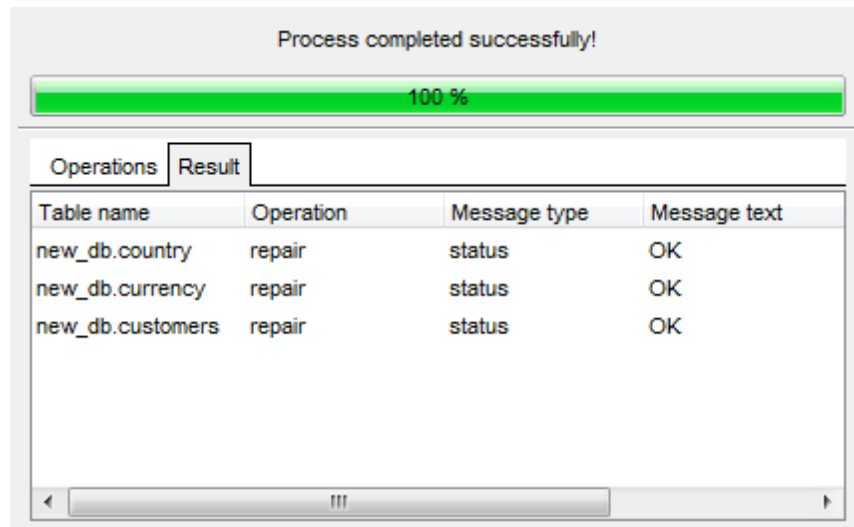 Process completed successfully!
100 %
Operations Result
Table name Operation Message type Message text
new_db.country repair status OK
new_db.currency repair status OK
new_db.customers repair status OK